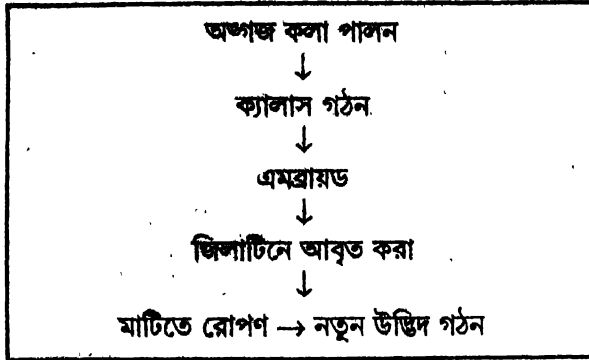 অঙ্গজ কলা পালন
↓
ক্যালাস গঠন
↓
এমব্রায়ড
↓
জিলাটিনে আবৃত করা
↓
মাটিতে রোপণ → নতুন উদ্ভিদ গঠন